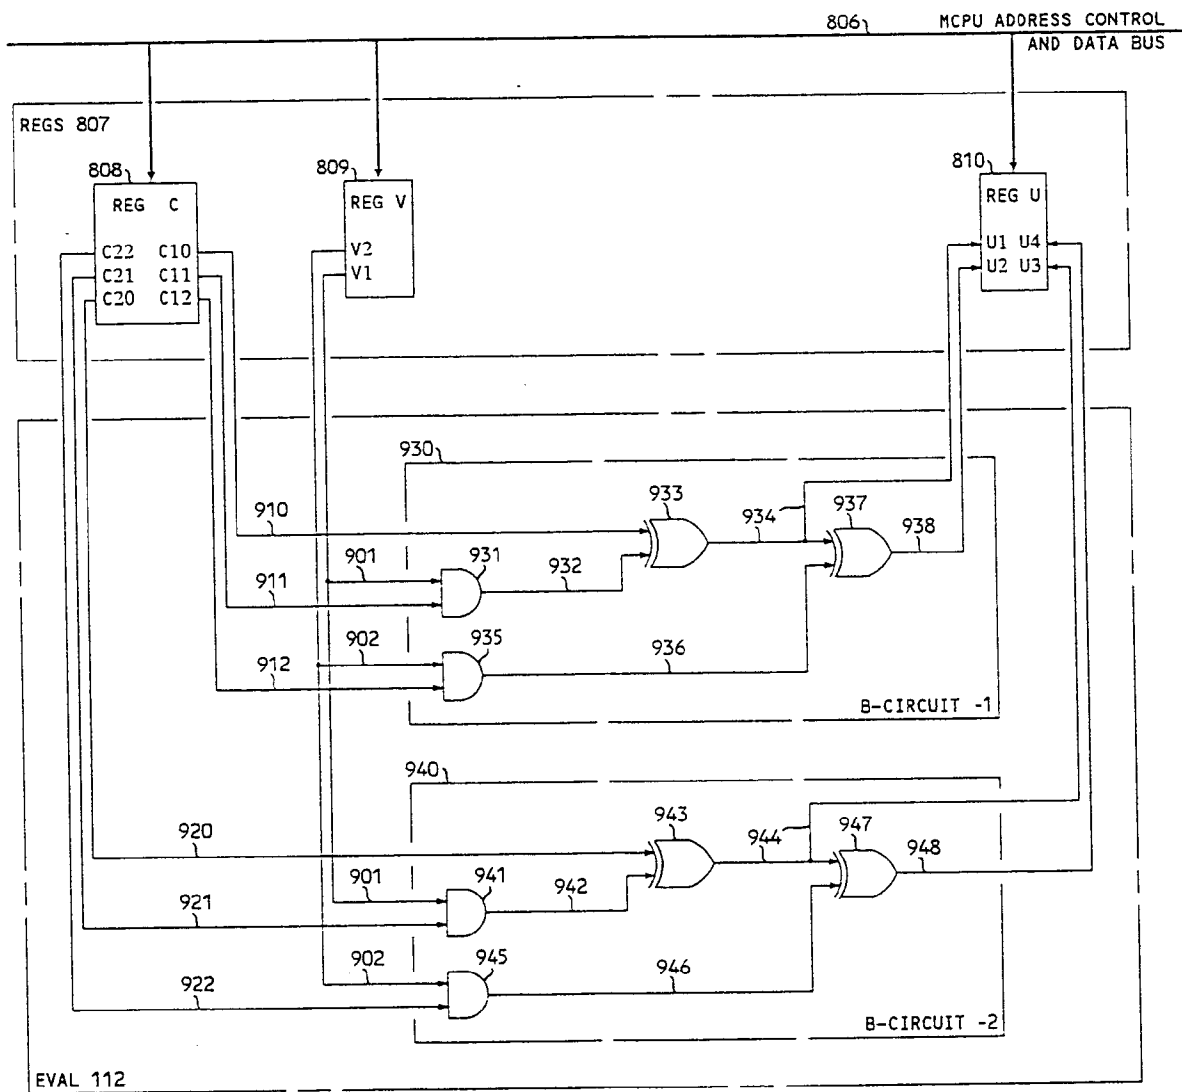 806 MCPU ADDRESS CONTROL
AND DATA BUS
REGS 807
808 809 810
REG C REG V REG U
C22 C10 V2 U1 U4
C21 C11 V1 U2 U3
C20 C12
930
910 933 934 937 938
901 931 932
911
902 935 936
912
B-CIRCUIT -1
940
920 943 944 947 948
901 941 942
921
902 945 946
922
B-CIRCUIT -2
EVAL 112